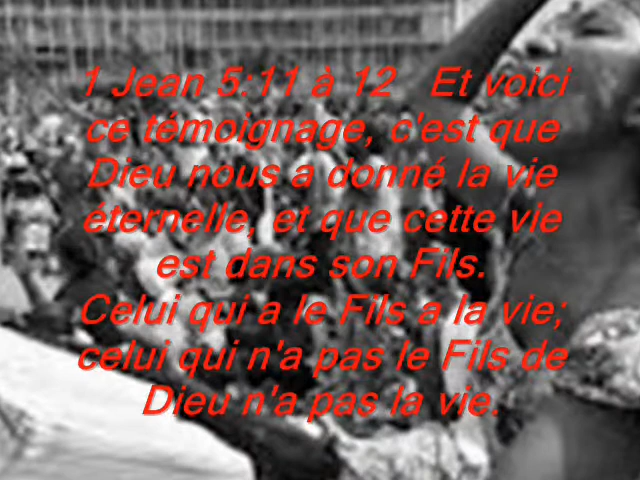 1 Jean 5:11 à 12   Et voici
ce témoignage, c'est que
Dieu nous a donné la vie
éternelle, et que cette vie
est dans son Fils.
Celui qui a le Fils a la vie;
celui qui n'a pas le Fils de
Dieu n'a pas la vie.